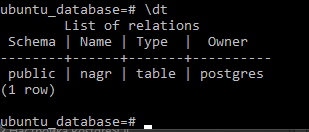 ubuntu_database=# \dt
List of relations
Schema | Name | Type | Owner
--------+------+-------+----------
public | nagr | table | postgres
(1 row)
ubuntu_database=#